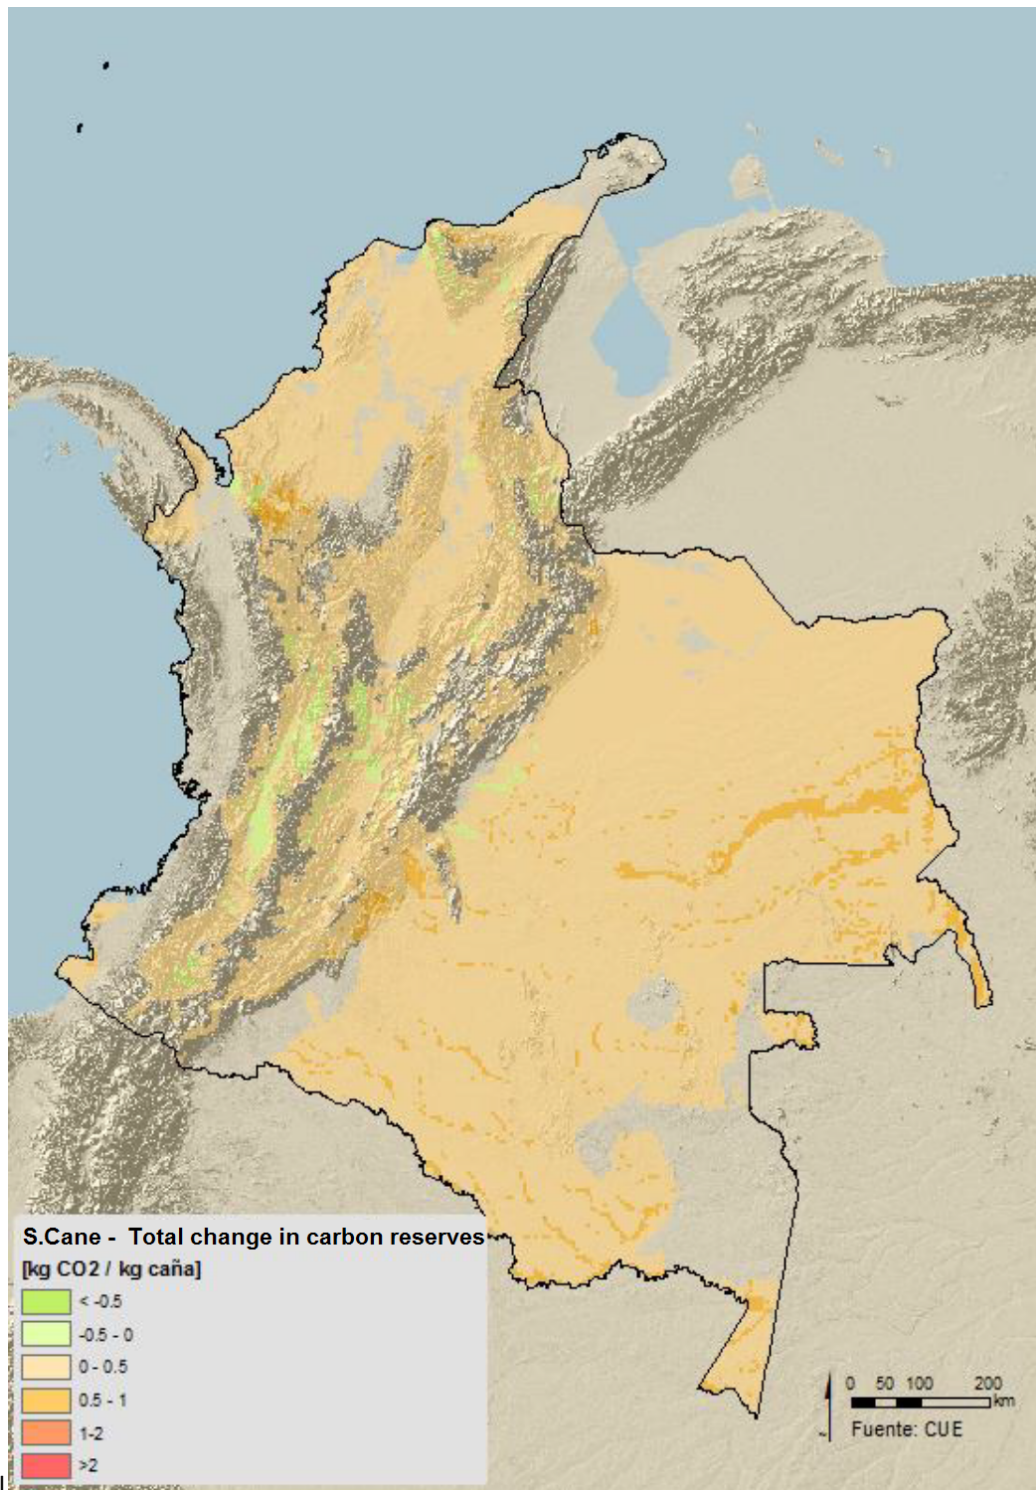 S.Cane - Total change in carbon reserves
[kg CO2 / kg caña]
< -0.5
-0.5 - 0
0 - 0.5
0.5 - 1
1-2
>2
0 50 100 200
km
Fuente: CUE